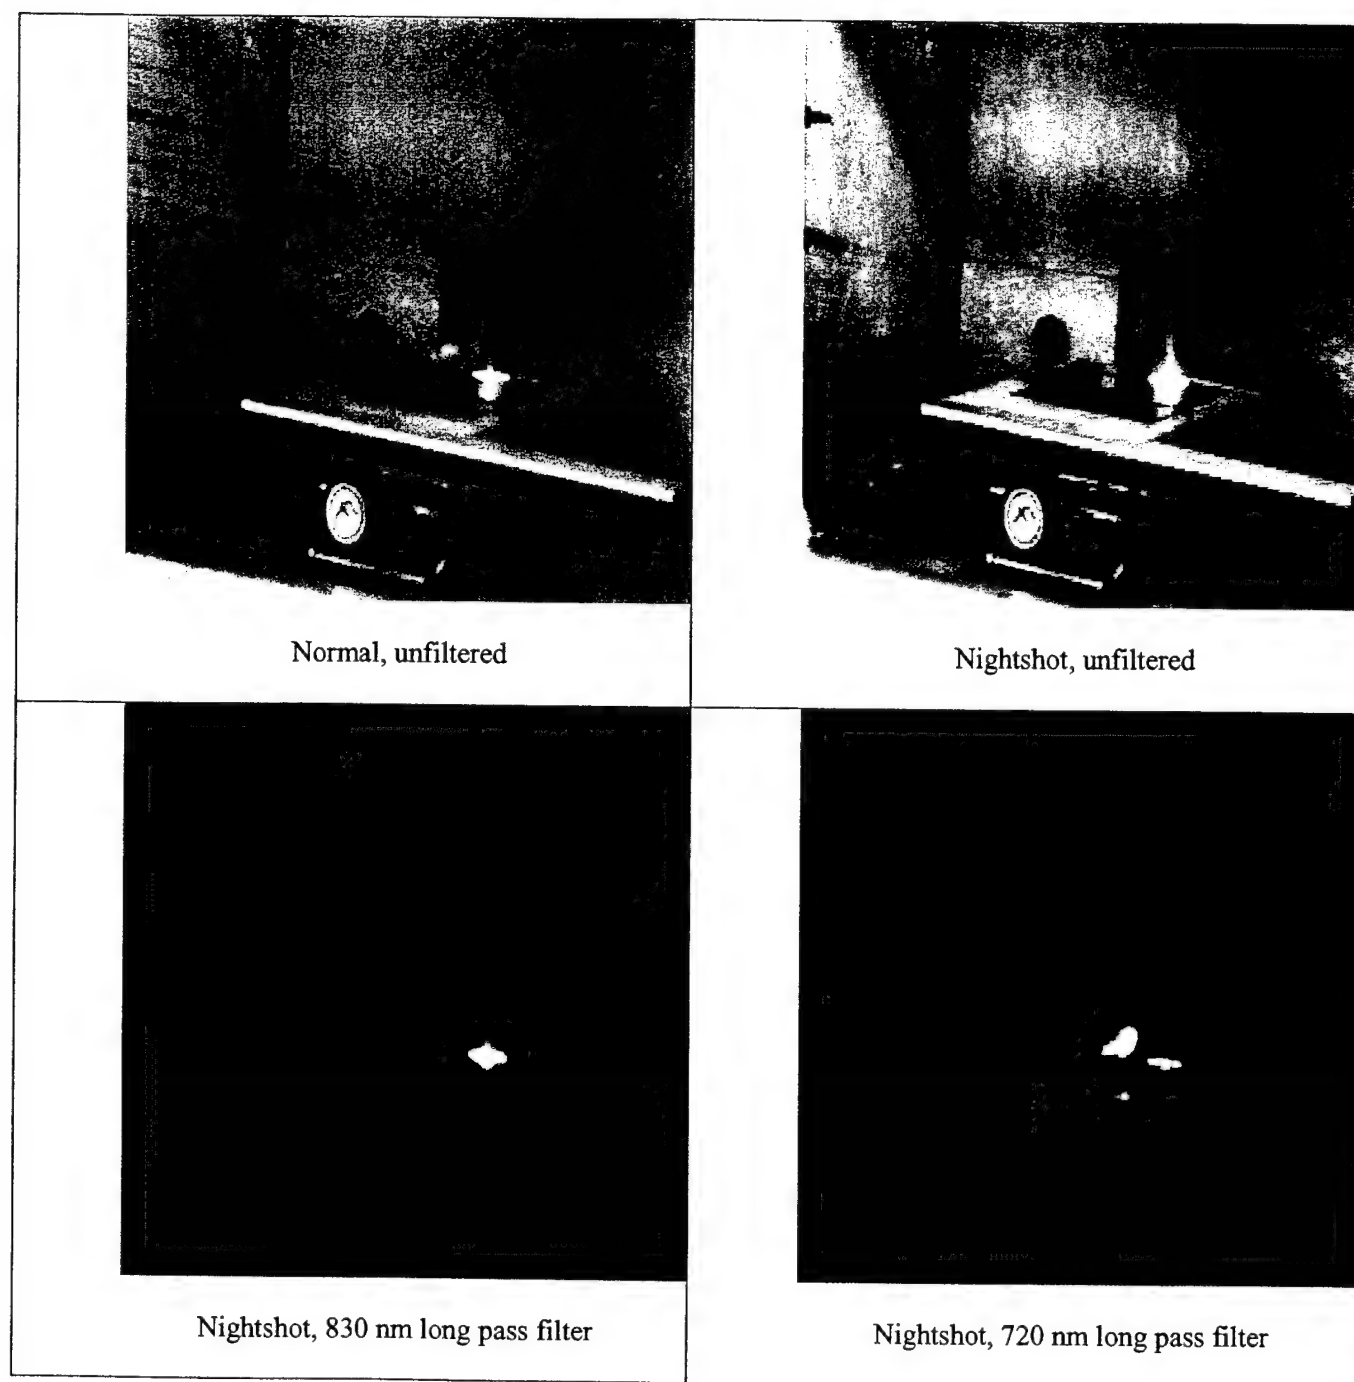 Normal, unfiltered
Nightshot, unfiltered
Nightshot, 830 nm long pass filter
Nightshot, 720 nm long pass filter